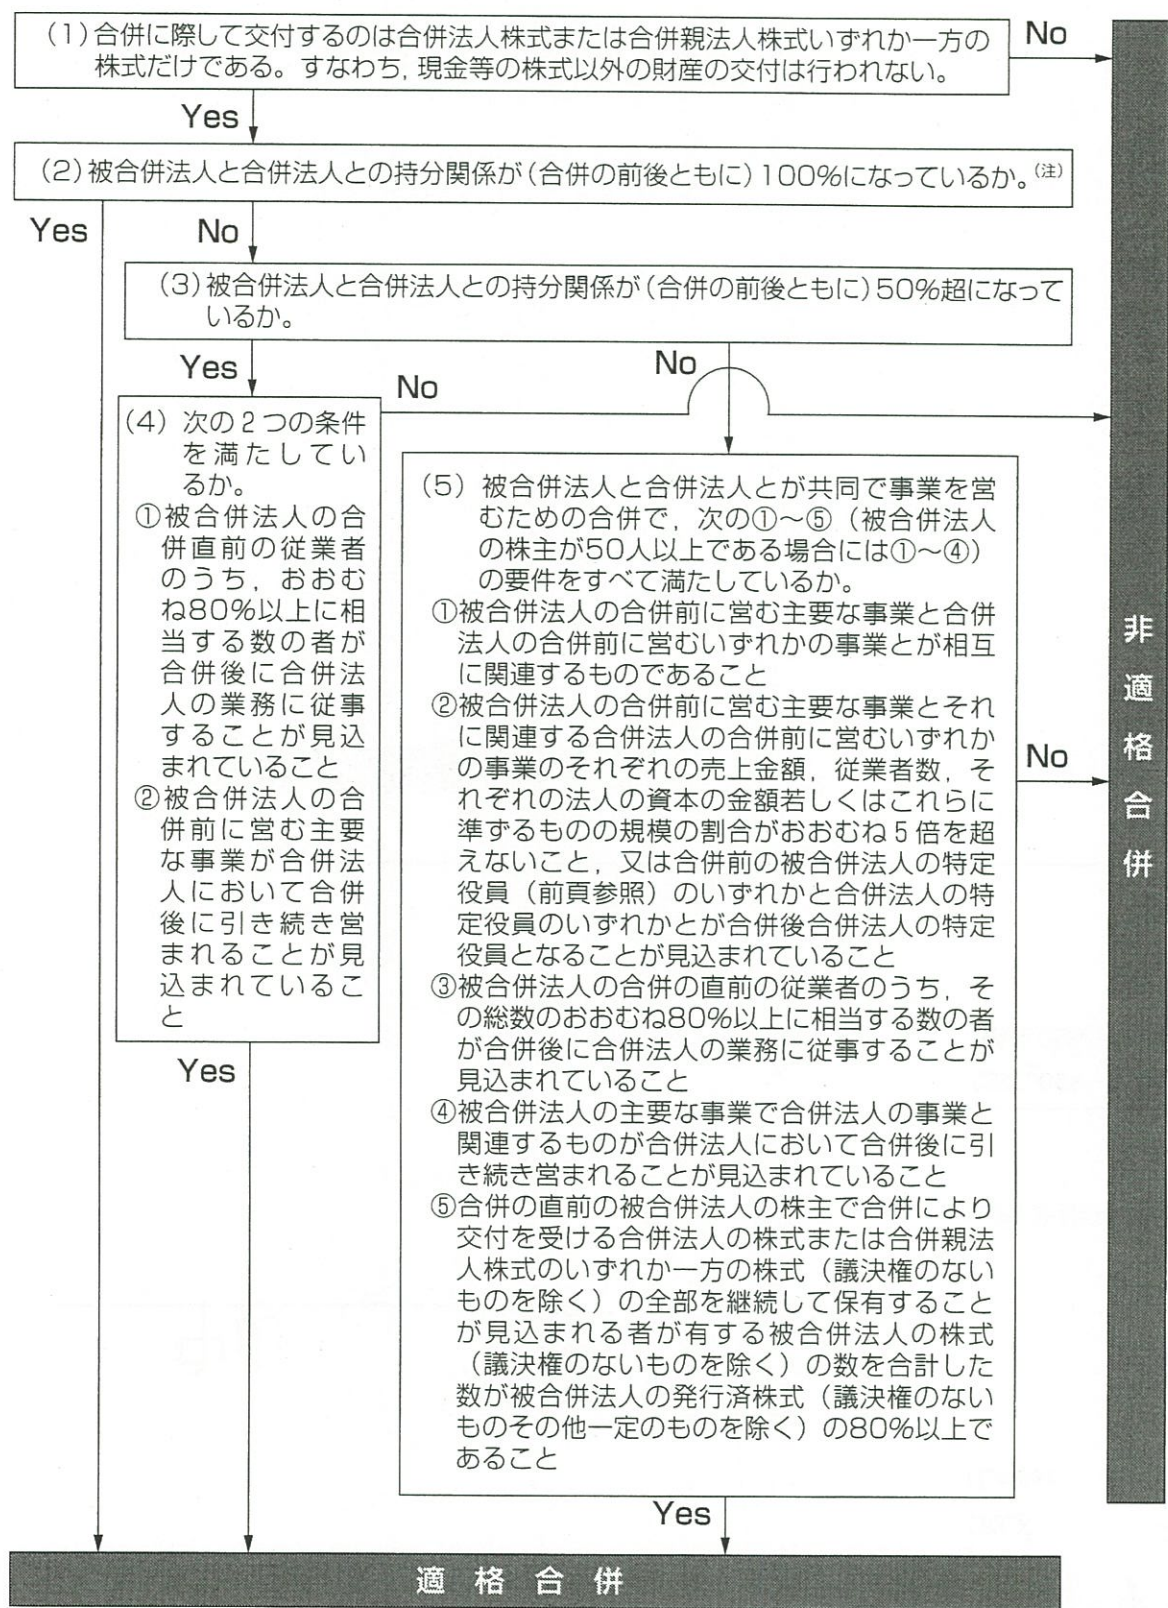 (1)合併に際して交付するのは合併法人株式または合併親法人株式いずれか一方の
株式だけである。すなわち,現金等の株式以外の財産の交付は行われない。
No
Yes
(2)被合併法人と合併法人との持分関係が(合併の前後ともに)100%になっているか。(注)
Yes
No
(3)被合併法人と合併法人との持分関係が(合併の前後ともに)50%超になって
いるか。
Yes
No
No
(4) 次の2つの条件
を満たしてい
るか。
①被合併法人の合
併直前の従業者
のうち,おおむ
ね80%以上に相
当する数の者が
合併後に合併法
人の業務に従事
することが見込
まれていること
②被合併法人の合
併前に営む主要
な事業が合併法
人において合併
後に引き続き営
まれることが見
込まれているこ
と
Yes
(5) 被合併法人と合併法人とが共同で事業を営
むための合併で,次の①~⑤(被合併法人
の株主が50人以上である場合には①~④)
の要件をすべて満たしているか。
①被合併法人の合併前に営む主要な事業と合併
法人の合併前に営むいずれかの事業とが相互
に関連するものであること
②被合併法人の合併前に営む主要な事業とそれ
に関連する合併法人の合併前に営むいずれか
の事業のそれぞれの売上金額,従業者数,そ
れぞれの法人の資本の金額若しくはこれらに
準ずるものの規模の割合がおおむね5倍を超
えないこと,又は合併前の被合併法人の特定
役員(前頁参照)のいずれかと合併法人の特
定役員のいずれかとが合併後合併法人の特定
役員となることが見込まれていること
③被合併法人の合併の直前の従業者のうち,そ
の総数のおおむね80%以上に相当する数の者
が合併後に合併法人の業務に従事することが
見込まれていること
④被合併法人の主要な事業で合併法人の事業と
関連するものが合併法人において合併後に引
き続き営まれることが見込まれていること
⑤合併の直前の被合併法人の株主で合併により
交付を受ける合併法人の株式または合併親法
人株式のいずれか一方の株式(議決権のない
ものを除く)の全部を継続して保有すること
が見込まれる者が有する被合併法人の株式
(議決権のないものを除く)の数を合計した
数が被合併法人の発行済株式(議決権のない
ものその他一定のものを除く)の80%以上で
あること
No
Yes
非適格合併
適格合併